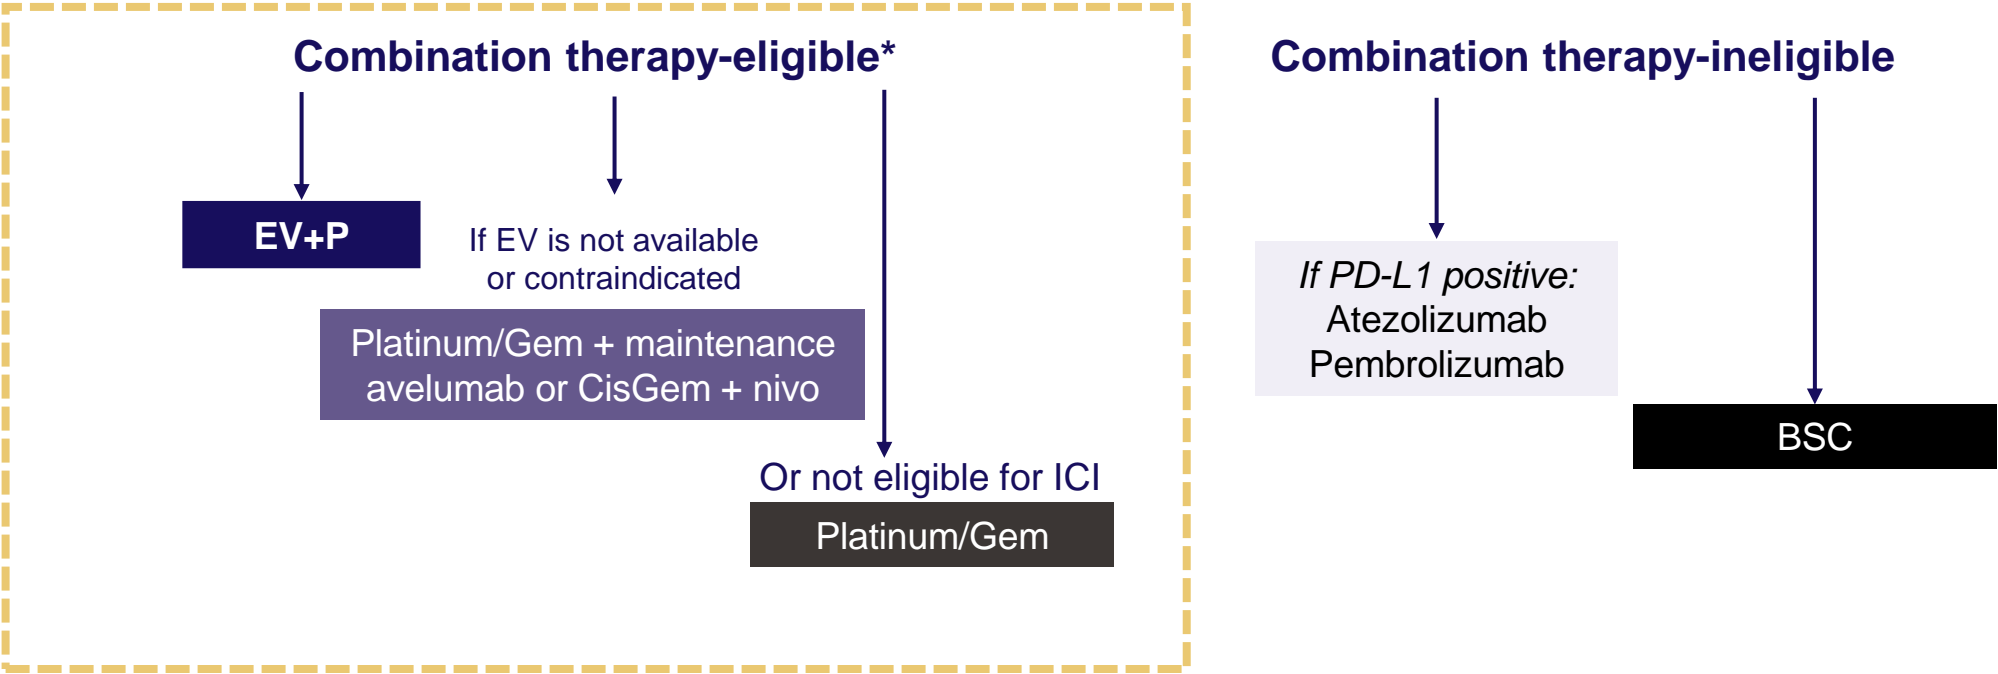 Combination therapy-eligible*
EV+P
If EV is not available
or contraindicated
Platinum/Gem + maintenance
avelumab or CisGem + nivo
Or not eligible for ICI
Platinum/Gem
Combination therapy-ineligible
If PD-L1 positive:
Atezolizumab
Pembrolizumab
BSC